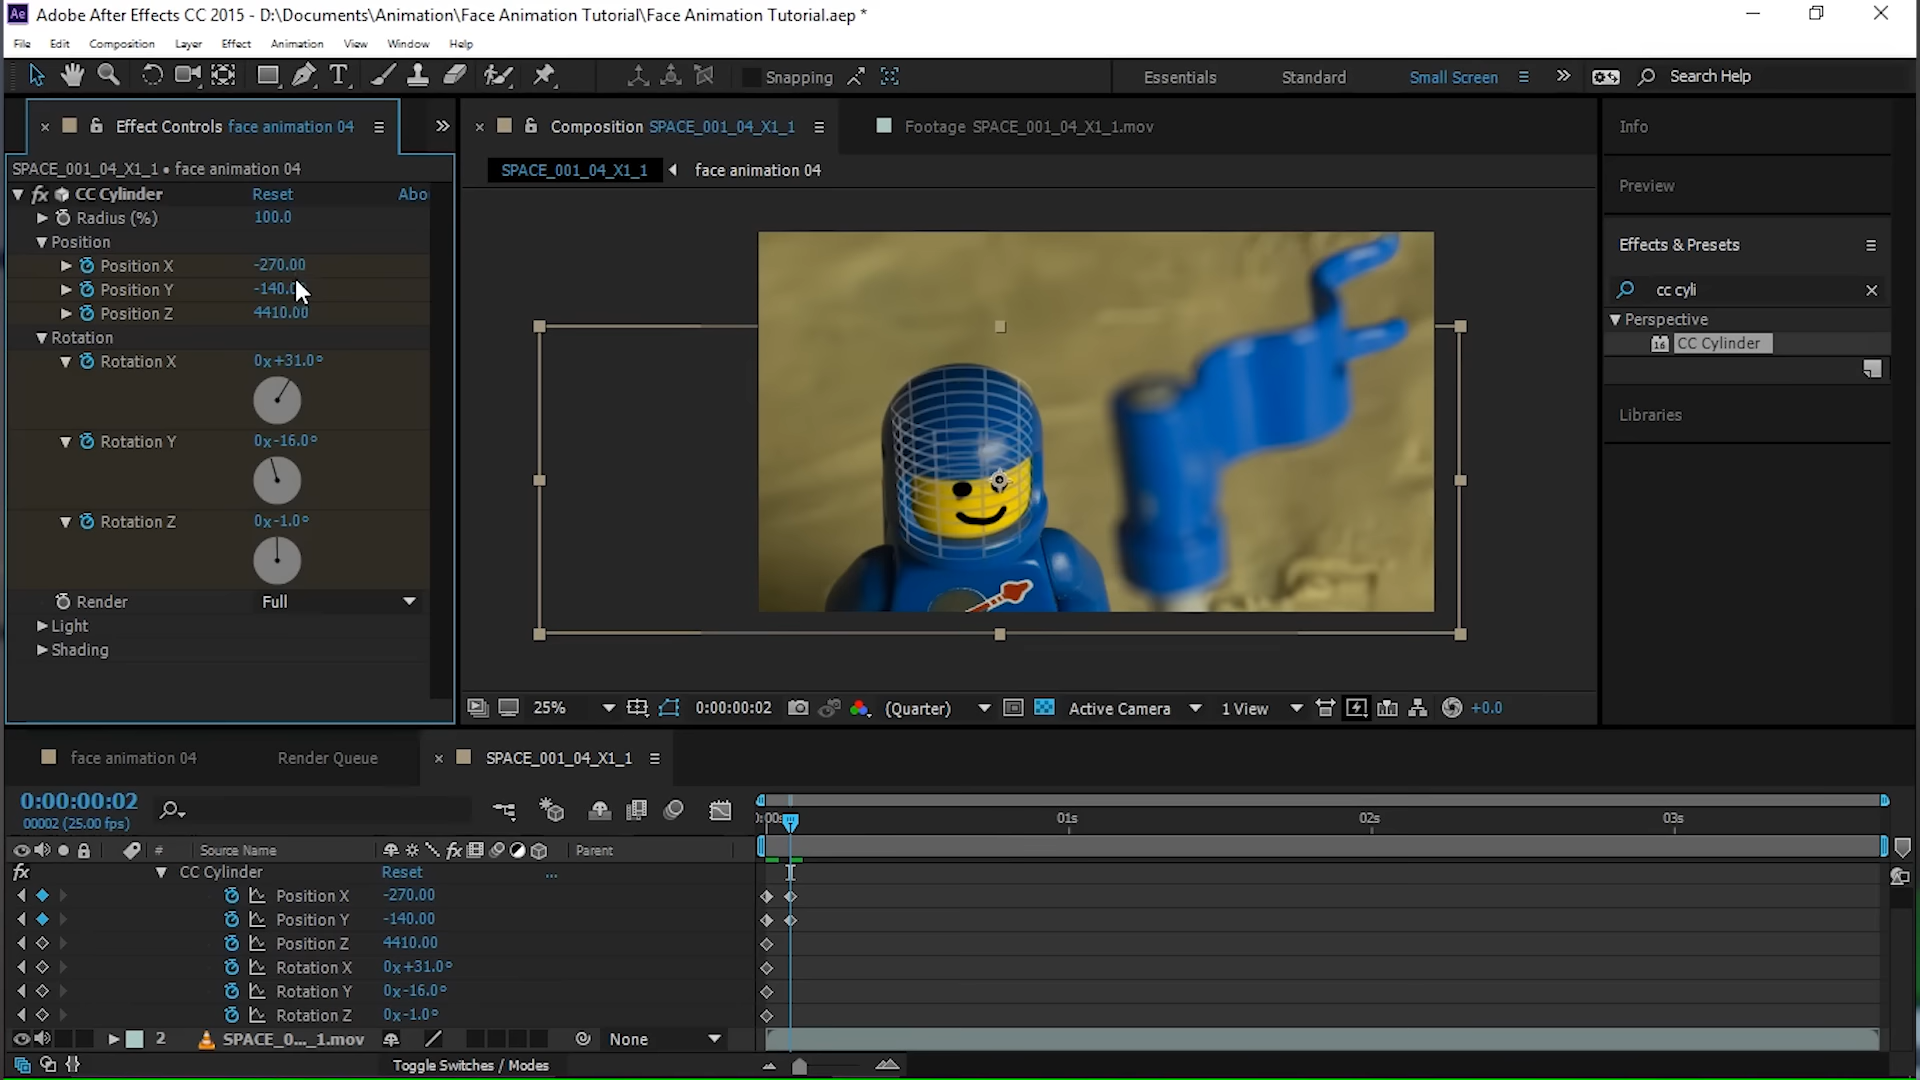 Ae Adobe After Effects CC 2015 - D:\Documents\Animation\Face Animation Tutorial\Face Animation Tutorial.aep *
File Edit Composition Layer Effect Animation View Window Help
Snapping Essentials Standard Small Screen Search Help
Effect Controls face animation 04
SPACE_001_04_X1_1 • face animation 04
fx CC Cylinder Reset Abo
Radius (%) 100.0
Position
Position X -270.00
Position Y
Position Z 4410.00
Rotation
Rotation X 0x+31.0°
Rotation Y 0x-16.0°
Rotation Z 0x-1.0°
Render Full
Light
Shading
Composition SPACE_001_04_X1_1 Footage SPACE_001_04_X1_1.mov
SPACE_001_04_X1_1 face animation 04
25% 0:00:00:02 (Quarter) Active Camera 1 View +0.0
Info
Preview
Effects & Presets
cc cyli
Perspective
16 CC Cylinder
Libraries
face animation 04 Render Queue SPACE_001_04_X1_1
0:00:00:02
00002 (25.00 fps)
01s 02s 03s
# Source Name fx Parent
fx CC Cylinder Reset ...
Position X -270.00
Position Y -140.00
Position Z 4410.00
Rotation X 0x+31.0°
Rotation Y 0x-16.0°
Rotation Z 0x-1.0°
2 SPACE_0..._1.mov None
Toggle Switches / Modes